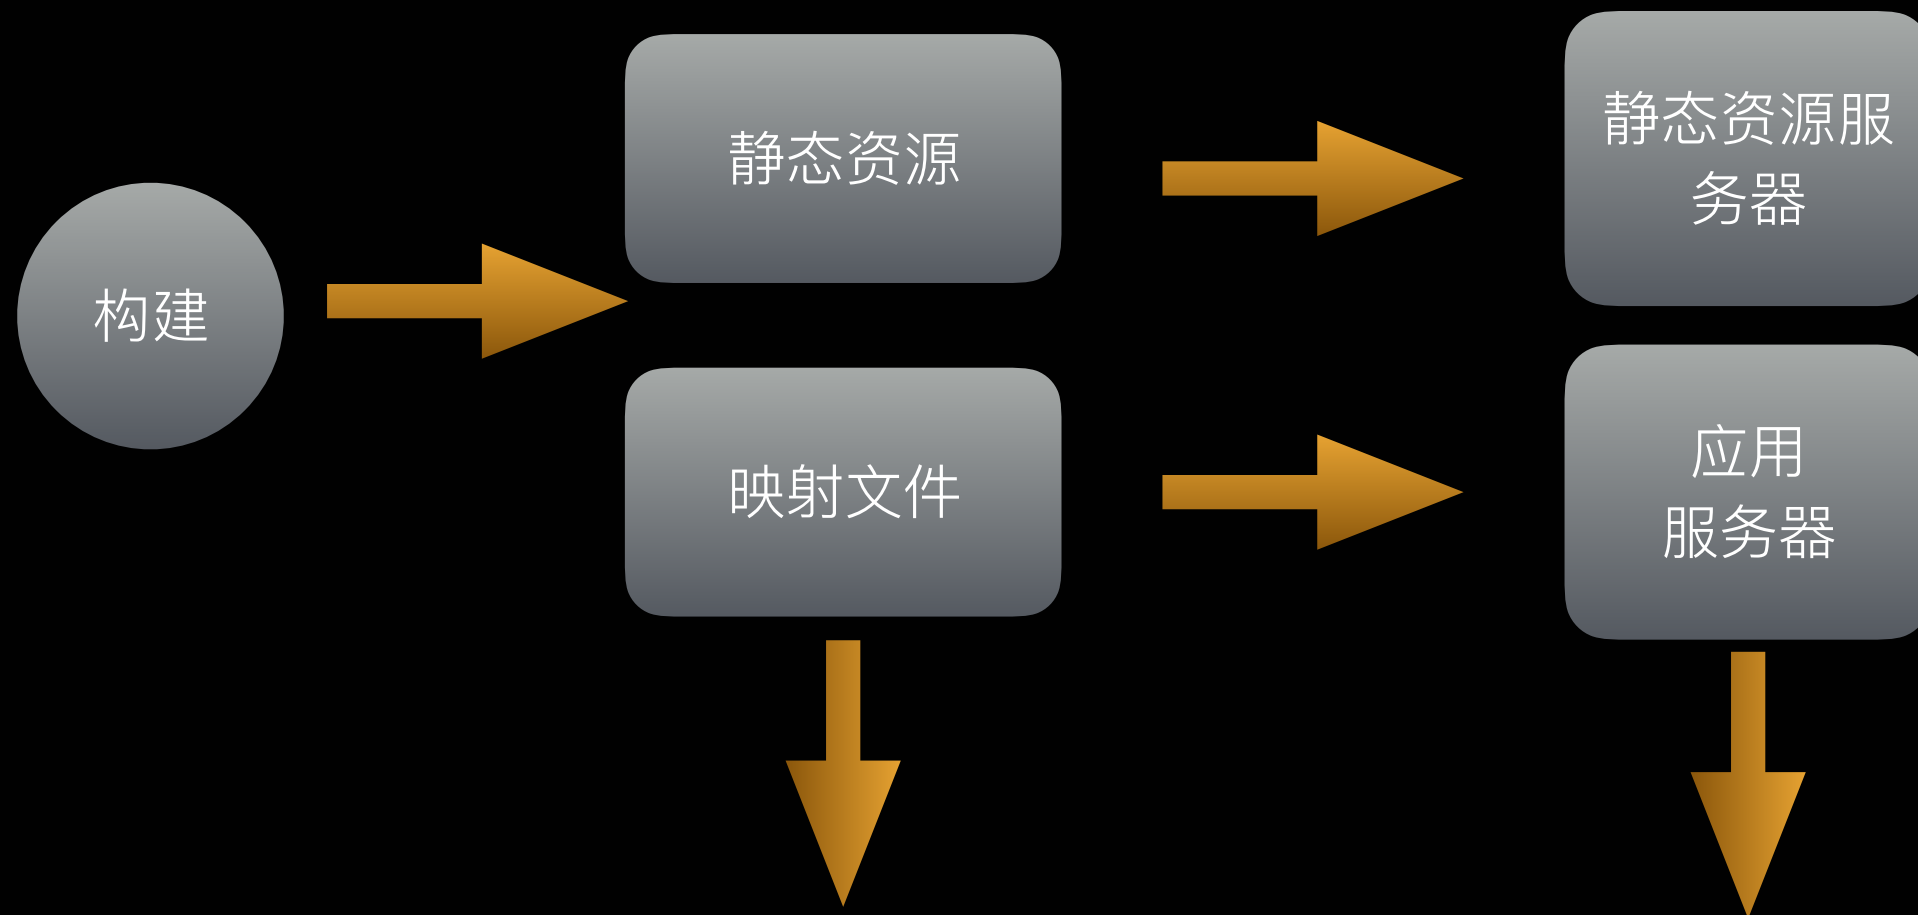 构建
静态资源
静态资源服
务器
映射文件
应用
服务器